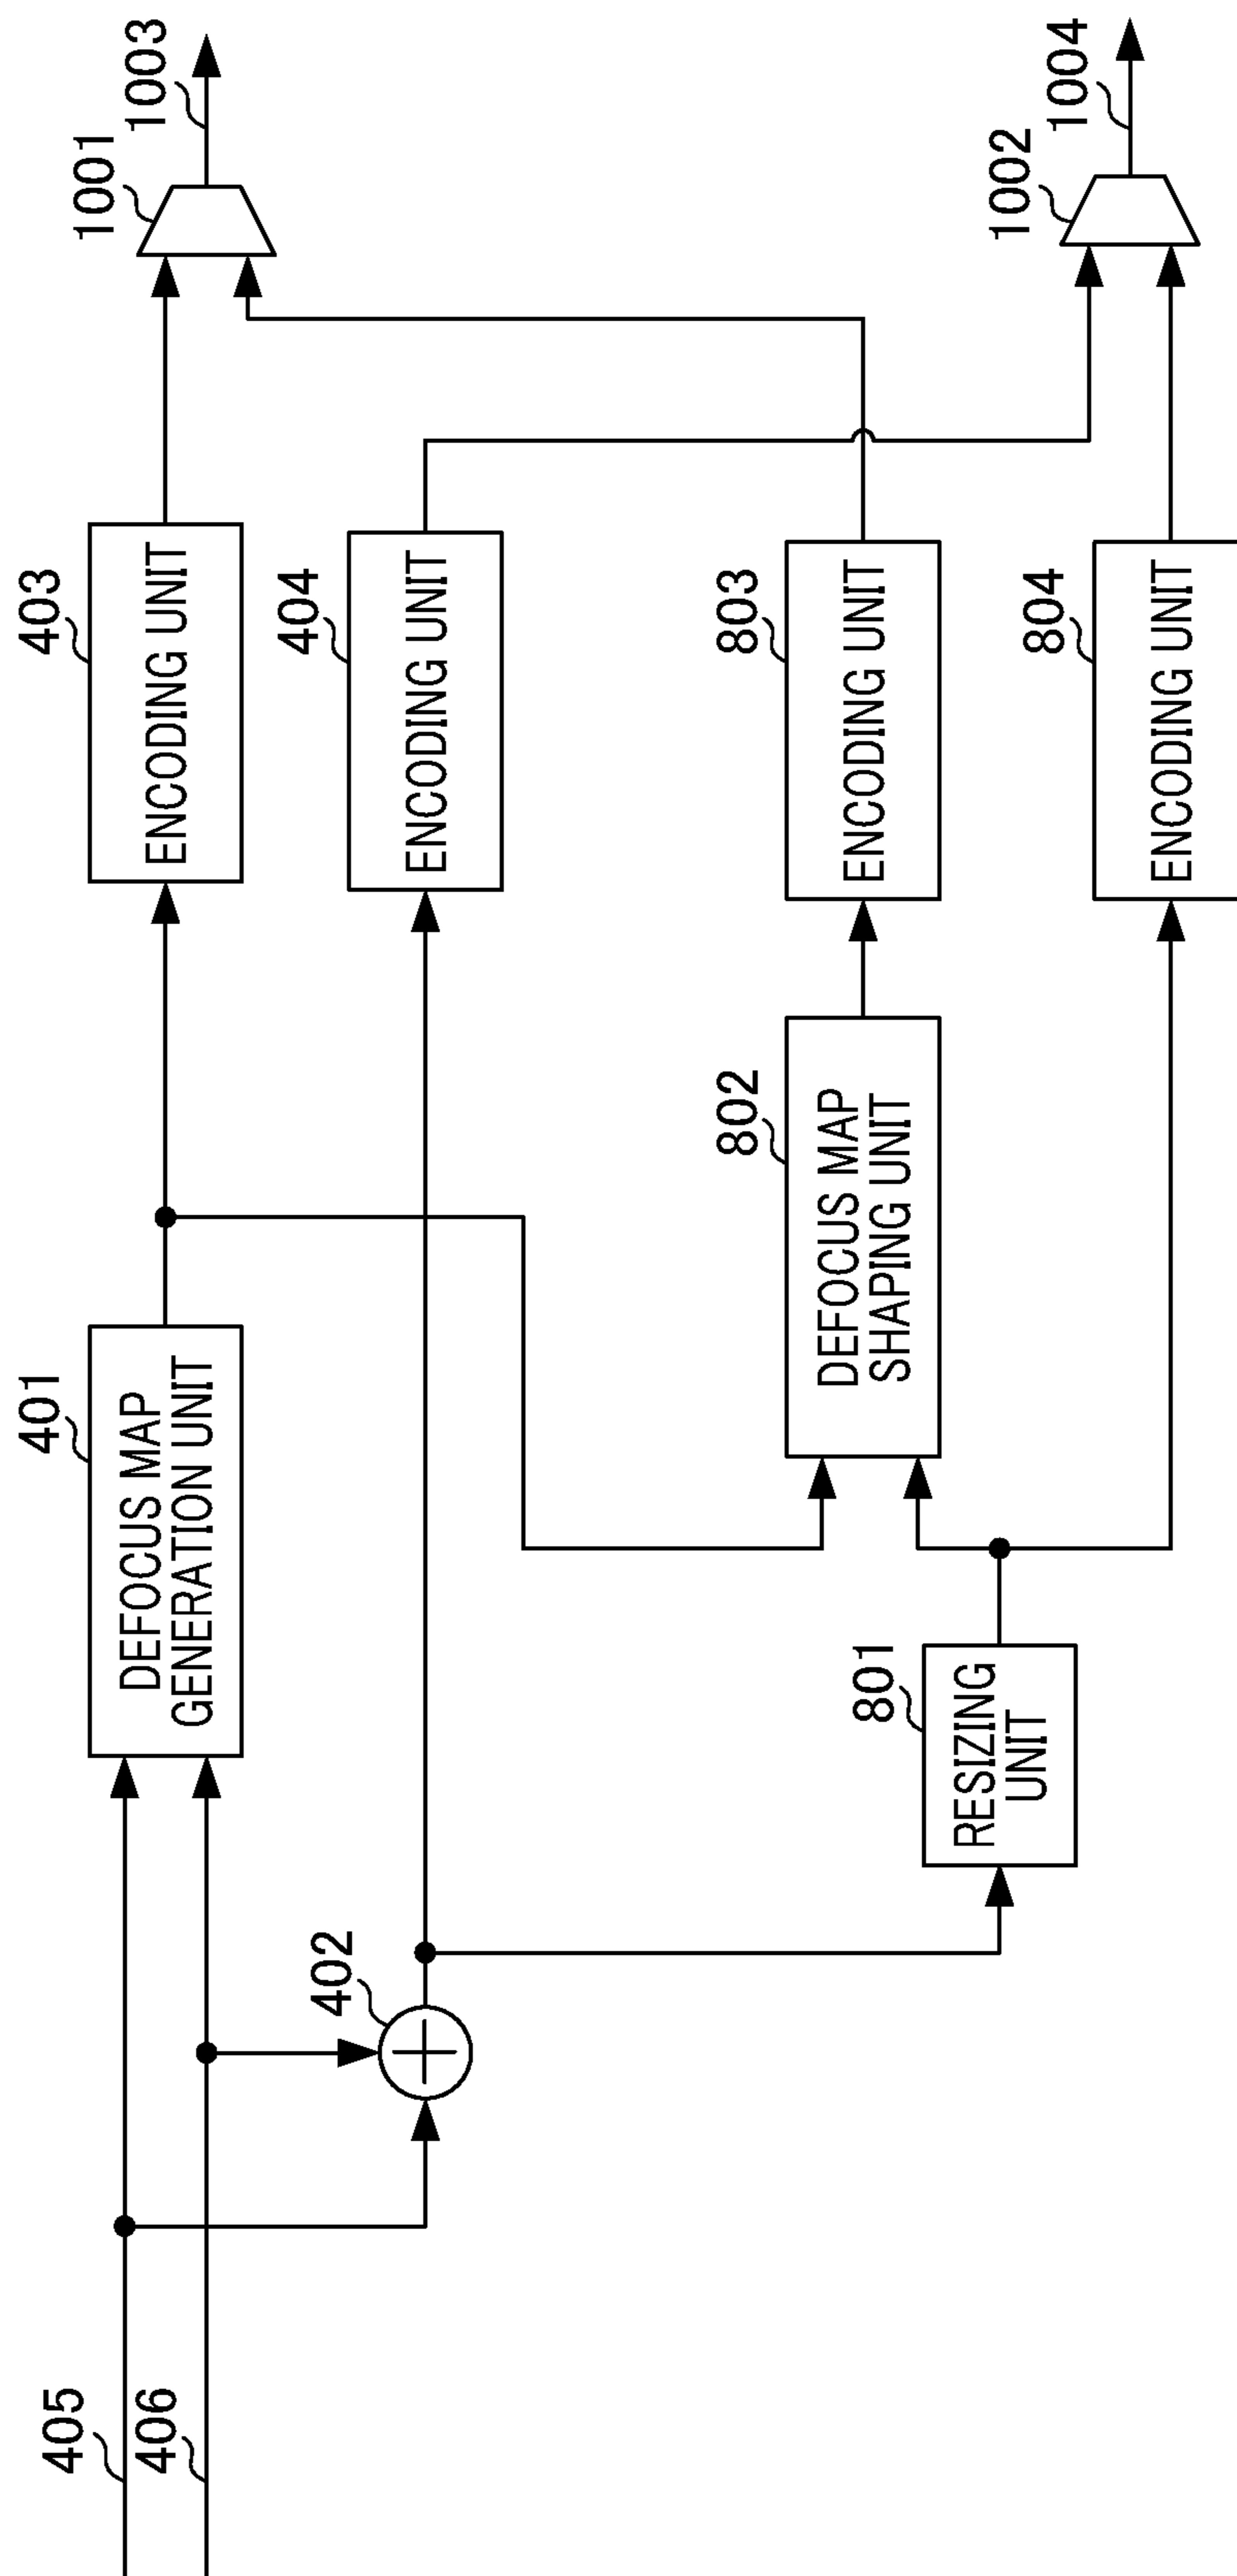 405
406
401
DEFOCUS MAP
GENERATION UNIT
402
403
ENCODING UNIT
404
ENCODING UNIT
801
RESIZING
UNIT
802
DEFOCUS MAP
SHAPING UNIT
803
ENCODING UNIT
804
ENCODING UNIT
1001
1003
1002
1004